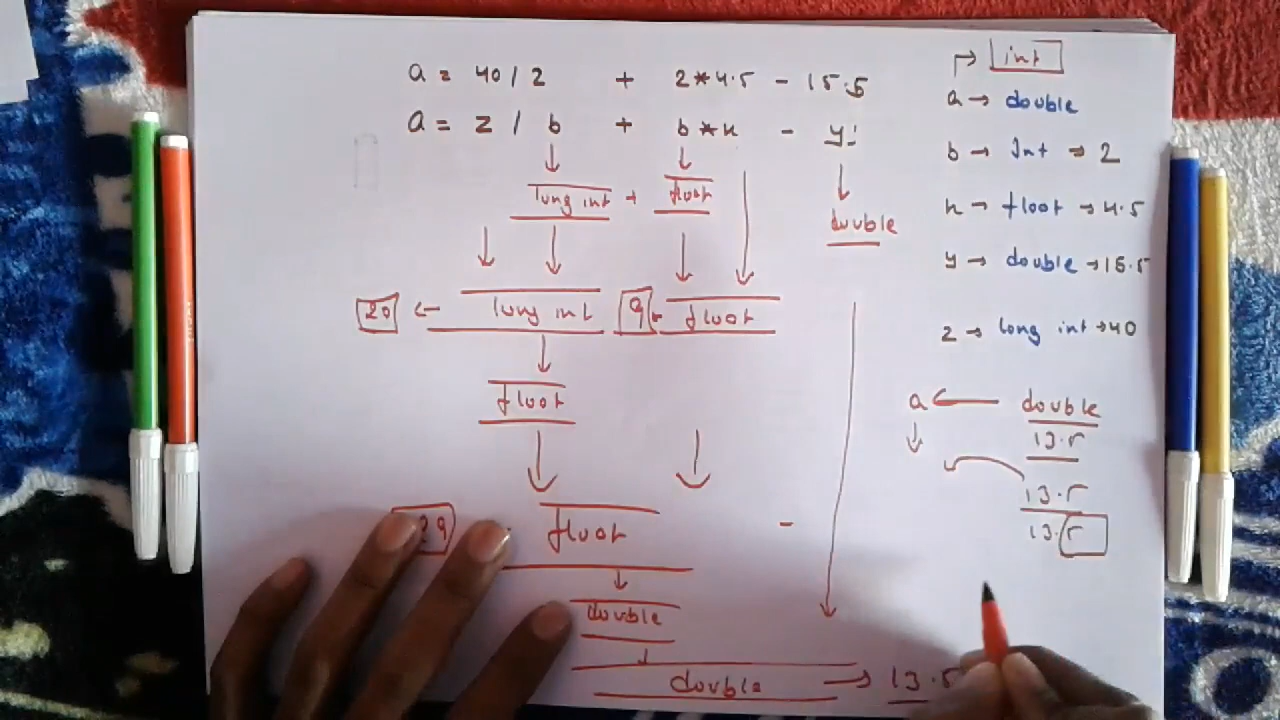 a = 40 / 2 + 2 * 4.5 - 15.5
a = z / b + b * x - y;
long int + float
double
20 ← long int 9 ← float
float
29 float -
double
double → 13.5
int
a → double
b → Int → 2
x → float → 4.5
y → double → 15.5
z → long int → 40
a ← double
13.5
13.5
13.5